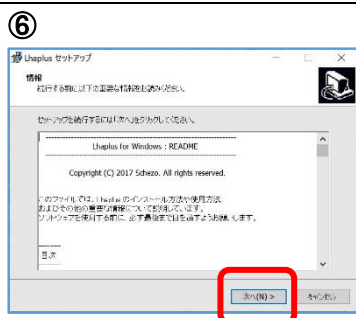 ⑥
Lhaplus セットアップ
情報
続行する前に以下の重要な情報をお読みください。
セットアップを続行するには「次へ」をクリックしてください。
Lhaplus for Windows : README
Copyright (C) 2017 Schezo. All rights reserved.
このファイルでは、Lhaplus のインストール方法や使用方法、
およびその他の重要な情報について説明しています。
ソフトウェアを使用する前に、必ず最後まで目を通すようお願いします。
目次
次へ(N) >
キャンセル